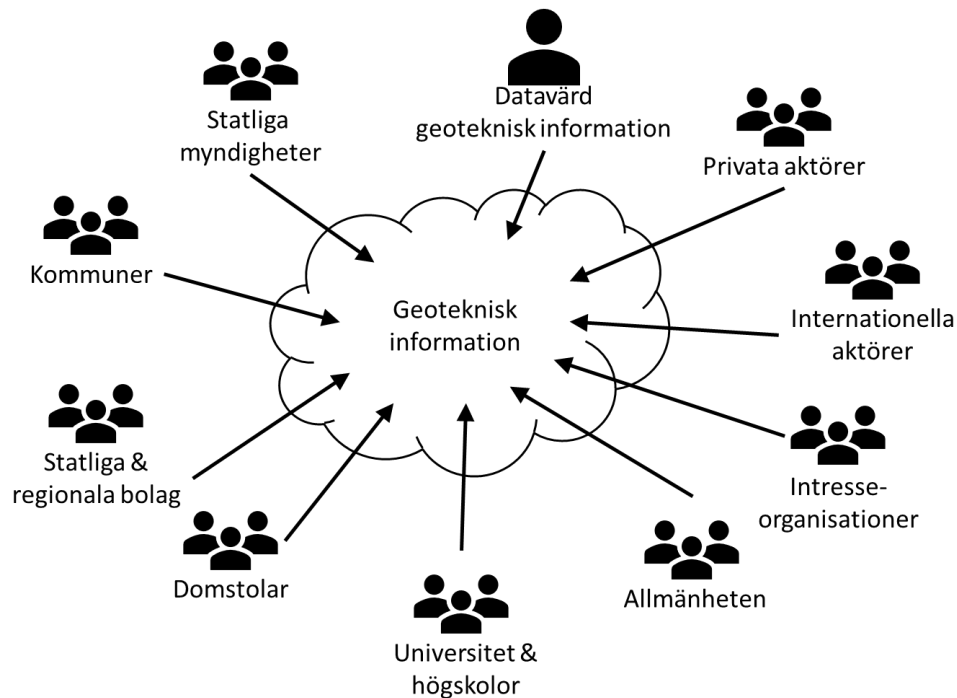 Datavärd
geoteknisk information
Statliga
myndigheter
Privata aktörer
Kommuner
Geoteknisk
information
Internationella
aktörer
Statliga &
regionala bolag
Intresse-
organisationer
Domstolar
Allmänheten
Universitet &
högskolor